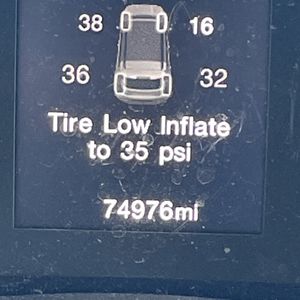 38 16
36 32
Tire Low Inflate
to 35 psi
74976mi